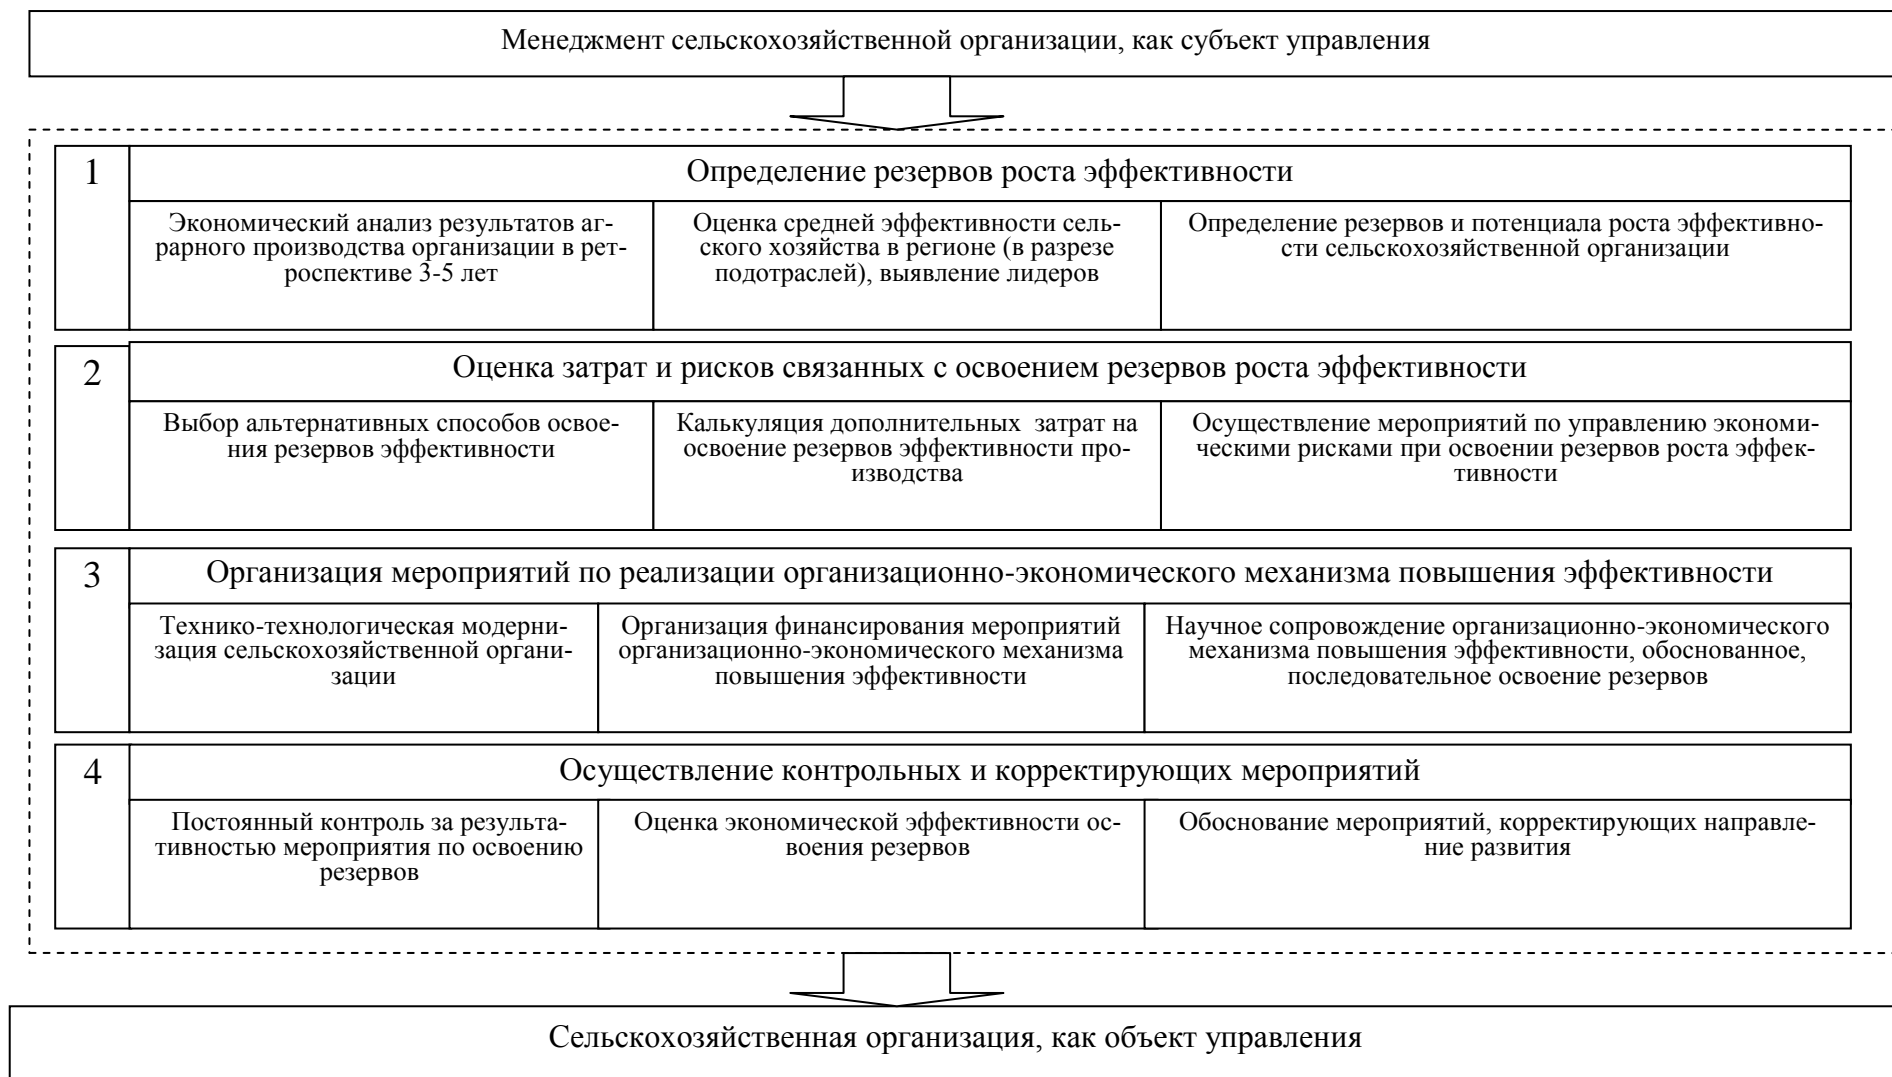 Менеджмент сельскохозяйственной организации, как субъект управления
1
Определение резервов роста эффективности
Экономический анализ результатов аг-
рарного производства организации в рет-
роспективе 3-5 лет
Оценка средней эффективности сель-
ского хозяйства в регионе (в разрезе
подотраслей), выявление лидеров
Определение резервов и потенциала роста эффективно-
сти сельскохозяйственной организации
2
Оценка затрат и рисков связанных с освоением резервов роста эффективности
Выбор альтернативных способов освое-
ния резервов эффективности
Калькуляция дополнительных затрат на
освоение резервов эффективности про-
изводства
Осуществление мероприятий по управлению экономи-
ческими рисками при освоении резервов роста эффек-
тивности
3
Организация мероприятий по реализации организационно-экономического механизма повышения эффективности
Технико-технологическая модерни-
зация сельскохозяйственной органи-
зации
Организация финансирования мероприятий
организационно-экономического механизма
повышения эффективности
Научное сопровождение организационно-экономического
механизма повышения эффективности, обоснованное,
последовательное освоение резервов
4
Осуществление контрольных и корректирующих мероприятий
Постоянный контроль за результа-
тивностью мероприятия по освоению
резервов
Оценка экономической эффективности ос-
воения резервов
Обоснование мероприятий, корректирующих направле-
ние развития
Сельскохозяйственная организация, как объект управления